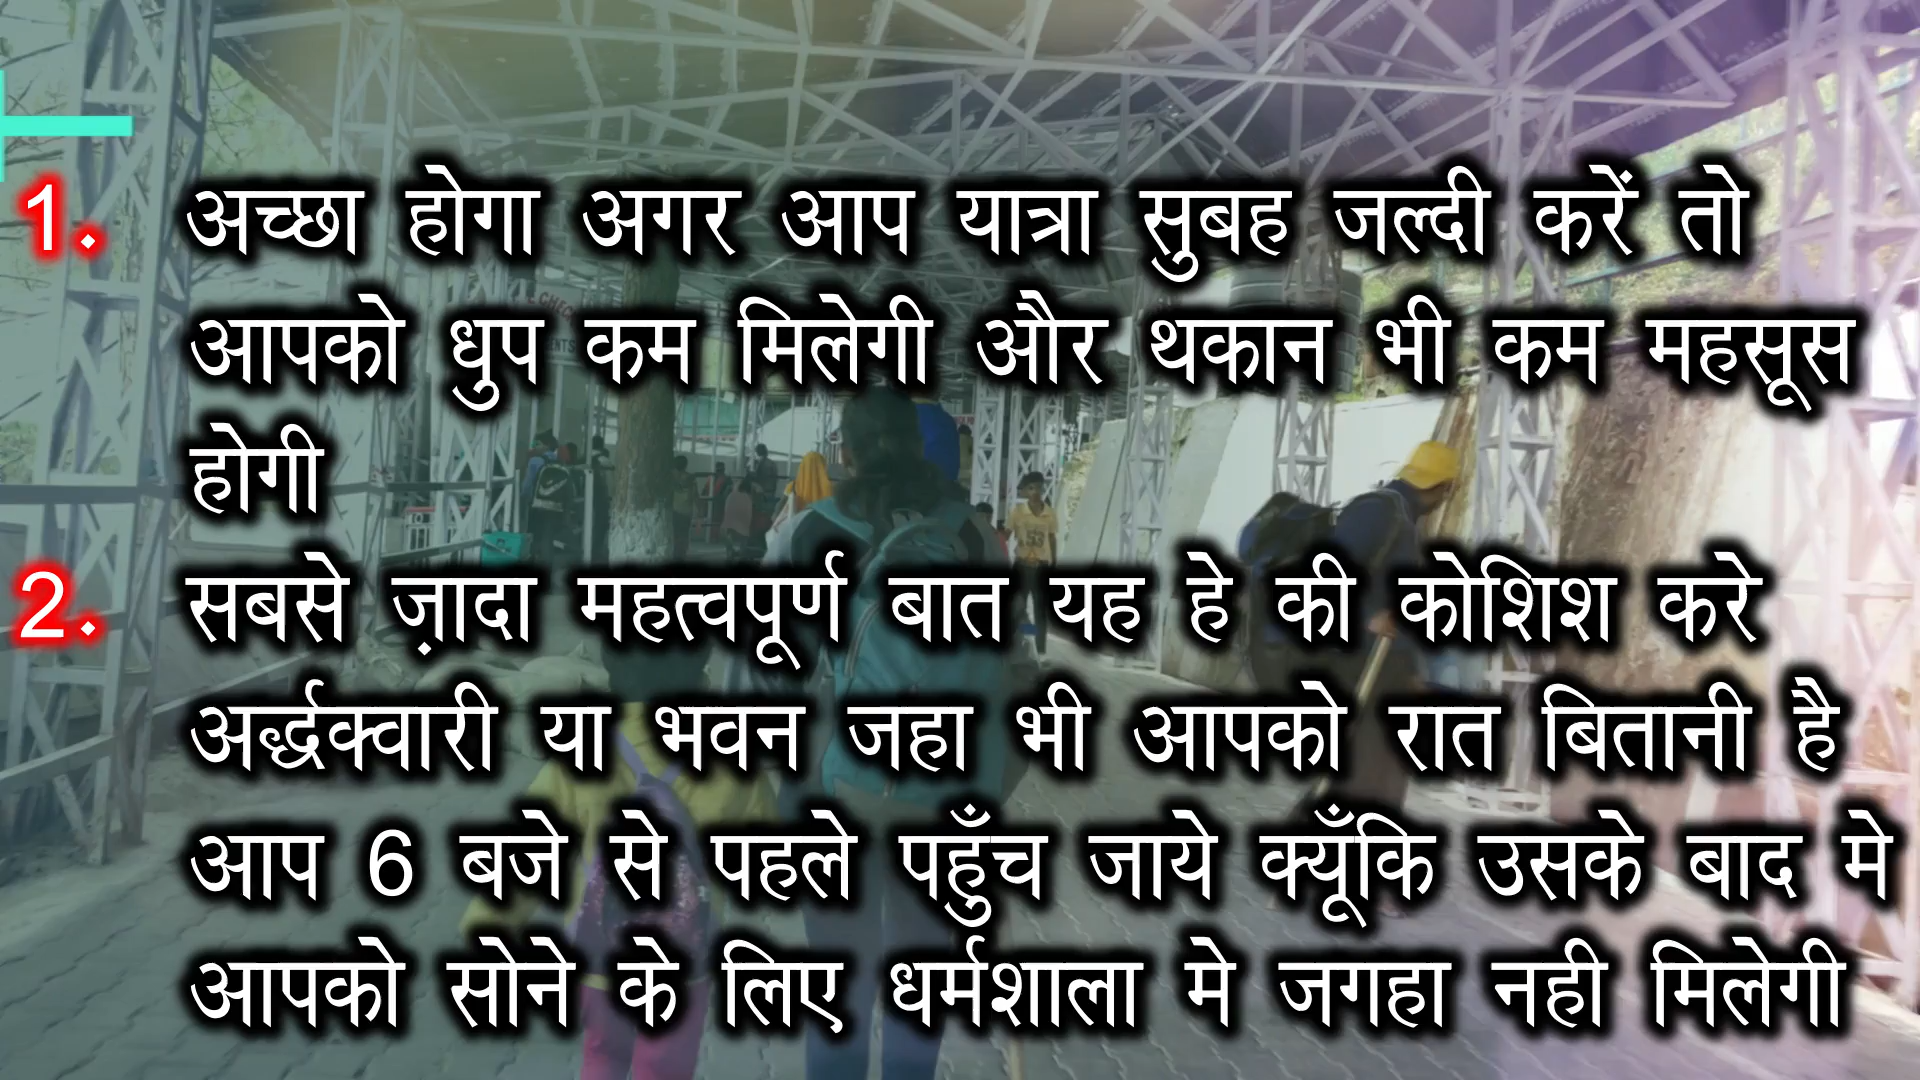 1. अच्छा होगा अगर आप यात्रा सुबह जल्दी करें तो
आपको धुप कम मिलेगी और थकान भी कम महसूस
होगी
2. सबसे ज़ादा महत्वपूर्ण बात यह हे की कोशिश करे
अर्द्धक्वारी या भवन जहा भी आपको रात बितानी है
आप 6 बजे से पहले पहुँच जाये क्यूँकि उसके बाद मे
आपको सोने के लिए धर्मशाला मे जगहा नही मिलेगी